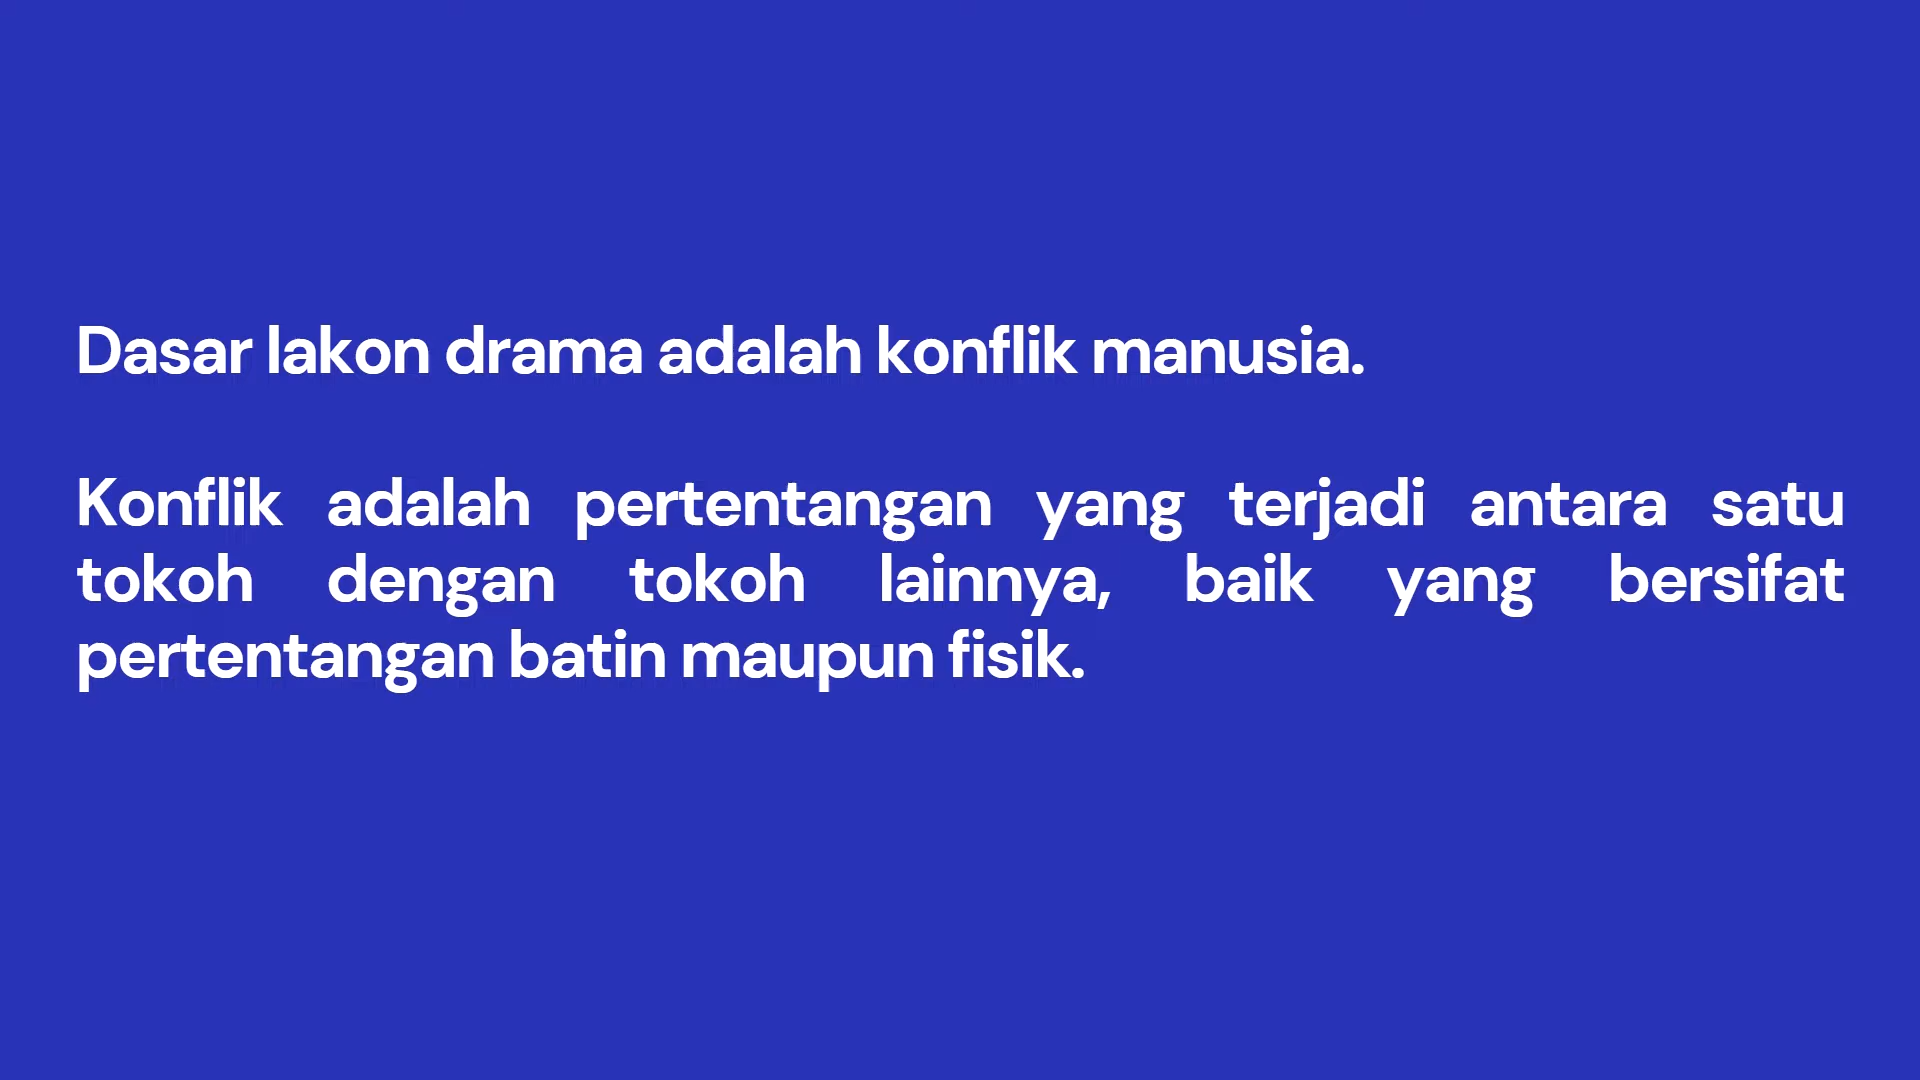 Dasar lakon drama adalah konflik manusia.
Konflik adalah pertentangan yang terjadi antara satu
tokoh dengan tokoh lainnya, baik yang bersifat
pertentangan batin maupun fisik.